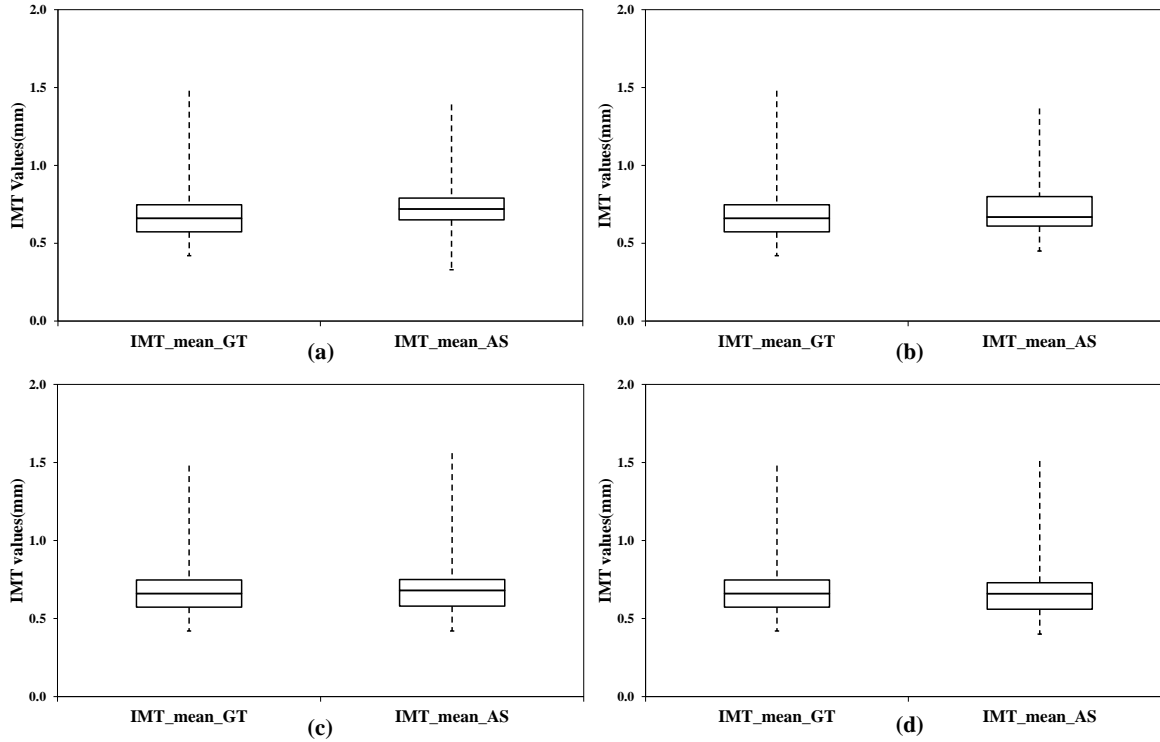 2.0
1.5
1.0
0.5
0.0
IMT Values(mm)
IMT_mean_GT
IMT_mean_AS
(a)
2.0
1.5
1.0
0.5
0.0
IMT values(mm)
IMT_mean_GT
IMT_mean_AS
(b)
2.0
1.5
1.0
0.5
0.0
IMT values(mm)
IMT_mean_GT
IMT_mean_AS
(c)
2.0
1.5
1.0
0.5
0.0
IMT values(mm)
IMT_mean_GT
IMT_mean_AS
(d)